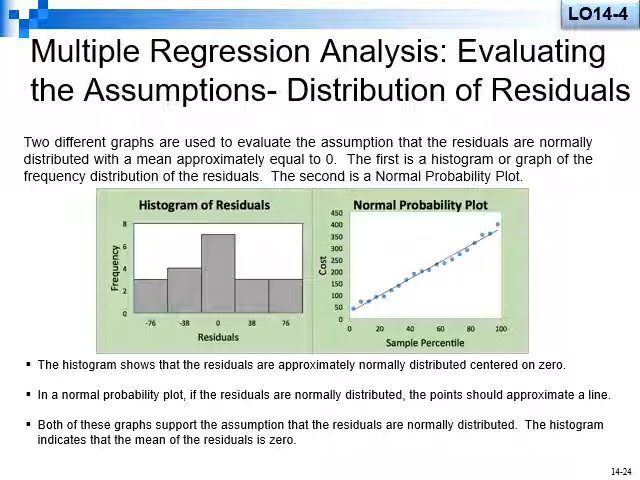 LO14-4
Multiple Regression Analysis: Evaluating
the Assumptions- Distribution of Residuals
Two different graphs are used to evaluate the assumption that the residuals are normally
distributed with a mean approximately equal to 0.  The first is a histogram or graph of the
frequency distribution of the residuals.  The second is a Normal Probability Plot.
Histogram of Residuals
Frequency
8
6
4
2
0
-76 -38 0 38 76
Residuals
Normal Probability Plot
Cost
450
400
350
300
250
200
150
100
50
0
0 20 40 60 80 100
Sample Percentile
▪ The histogram shows that the residuals are approximately normally distributed centered on zero.
▪ In a normal probability plot, if the residuals are normally distributed, the points should approximate a line.
▪ Both of these graphs support the assumption that the residuals are normally distributed.  The histogram
indicates that the mean of the residuals is zero.
14-24